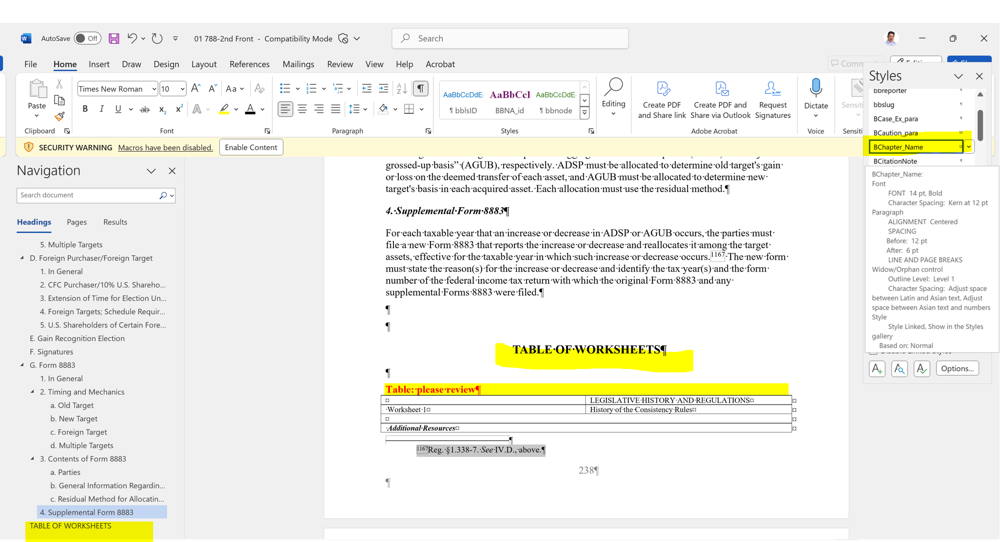 AutoSave Off 01 788-2nd Front - Compatibility Mode Search
File Home Insert Draw Design Layout References Mailings Review View Help Acrobat
Styles
Times New Roman 10 Aa
Paste
B I U ab x2 x2 A A
Clipboard Font Paragraph
AaBbCcDdE AaBbCcI AaBbCcDdE
¶ bblsID BBNA_id ¶ bbnode
Styles
Editing
Create PDF and Share link
Create PDF and Share via Outlook
Request Signatures
Adobe Acrobat
Dictate
Voice
bbreporter
bbslug
BCase_Ex_para
BCaution_para
BChapter_Name
BCitationNote
SECURITY WARNING Macros have been disabled. Enable Content
Navigation
Search document
Headings Pages Results
5. Multiple Targets
D. Foreign Purchaser/Foreign Target
1. In General
2. CFC Purchaser/10% U.S. Shareho...
3. Extension of Time for Election Un...
4. Foreign Targets; Schedule Requir...
5. U.S. Shareholders of Certain Fore...
E. Gain Recognition Election
F. Signatures
G. Form 8883
1. In General
2. Timing and Mechanics
a. Old Target
b. New Target
c. Foreign Target
d. Multiple Targets
3. Contents of Form 8883
a. Parties
b. General Information Regardin...
c. Residual Method for Allocatin...
4. Supplemental Form 8883
TABLE OF WORKSHEETS
grossed-up·basis”·(AGUB),·respectively.·ADSP·must·be·allocated·to·determine·old·target's·gain·
or·loss·on·the·deemed·transfer·of·each·asset,·and·AGUB·must·be·allocated·to·determine·new·
target's·basis·in·each·acquired·asset.·Each·allocation·must·use·the·residual·method.¶
4.·Supplemental·Form·8883¶
For·each·taxable·year·that·an·increase·or·decrease·in·ADSP·or·AGUB·occurs,·the·parties·must·
file·a·new·Form·8883·that·reports·the·increase·or·decrease·and·reallocates·it·among·the·target·
assets,·effective·for·the·taxable·year·in·which·such·increase·or·decrease·occurs.1167·The·new·form·
must·state·the·reason(s)·for·the·increase·or·decrease·and·identify·the·tax·year(s)·and·the·form·
number·of·the·federal·income·tax·return·with·which·the·original·Form·8883·and·any·
supplemental·Forms·8883·were·filed.¶
¶
¶
TABLE·OF·WORKSHEETS¶
¶
Table:·please·review¶
¤ LEGISLATIVE·HISTORY·AND·REGULATIONS¤ ¤
·Worksheet·1¤ History·of·the·Consistency·Rules¤ ¤
¤ ¤
·Additional·Resources¤ ¤
¶
1167Reg.·§1.338-7.·See·IV.D.,·above.¶
238¶
¶
BChapter_Name:
Font
FONT 14 pt, Bold
Character Spacing: Kern at 12 pt
Paragraph
ALIGNMENT Centered
SPACING
Before: 12 pt
After: 6 pt
LINE AND PAGE BREAKS
Widow/Orphan control
Outline Level: Level 1
Character Spacing: Adjust space
between Latin and Asian text, Adjust
space between Asian text and numbers
Style
Style Linked, Show in the Styles
gallery
Based on: Normal
Options...